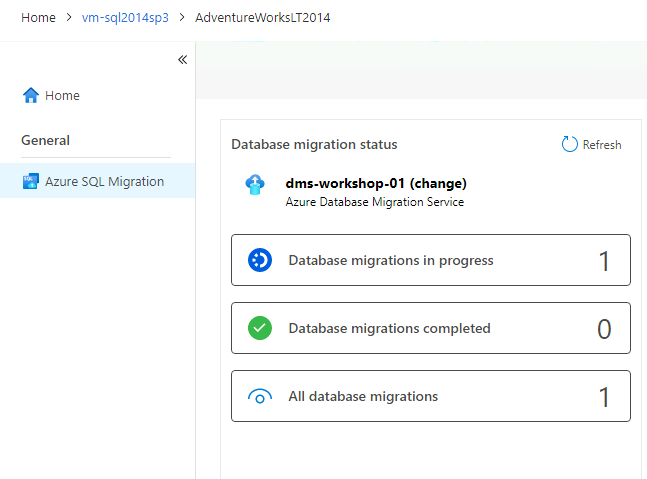 Home > vm-sql2014sp3 > AdventureWorksLT2014
«
Home
General
Azure SQL Migration
Database migration status
Refresh
dms-workshop-01 (change)
Azure Database Migration Service
Database migrations in progress 1
Database migrations completed 0
All database migrations 1